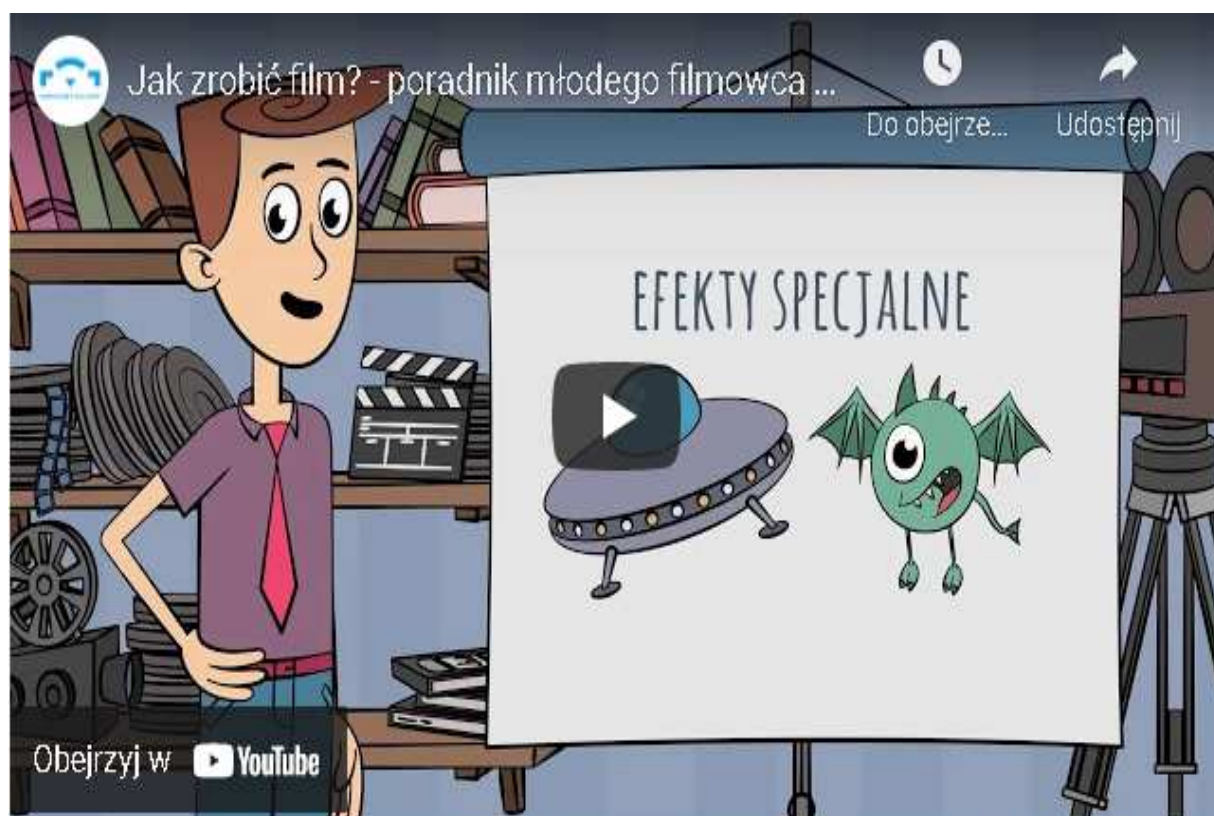 Jak zrobić film? - poradnik młodego filmowca ...
Do obejrze...
Udostępnij
EFEKTY SPECJALNE
Obejrzyj w YouTube